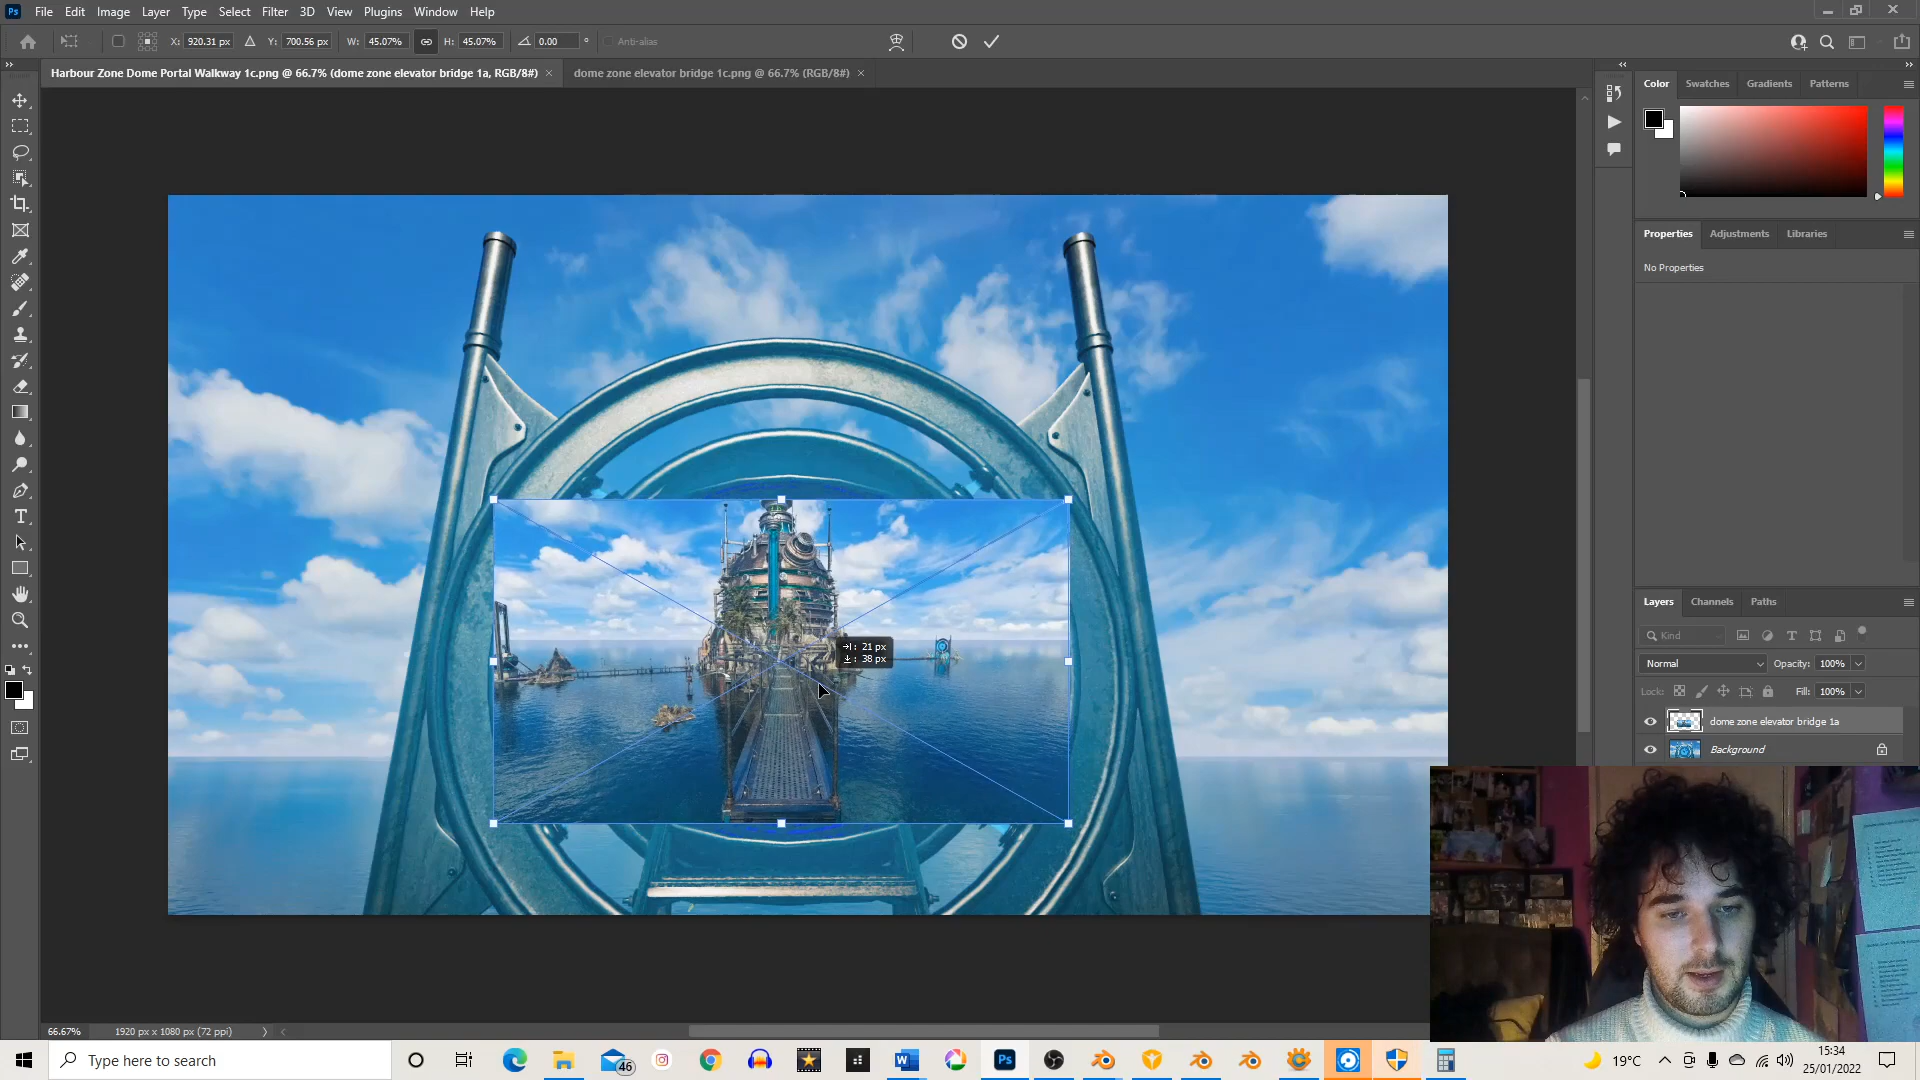 Ps File Edit Image Layer Type Select Filter 3D View Plugins Window Help
X: 920.31 px Y: 700.56 px W: 45.07% H: 45.07% 0.00 ° Anti-alias
Harbour Zone Dome Portal Walkway 1c.png @ 66.7% (dome zone elevator bridge 1a, RGB/8#) × dome zone elevator bridge 1c.png @ 66.7% (RGB/8#) ×
Color Swatches Gradients Patterns
Properties Adjustments Libraries
No Properties
Layers Channels Paths
Kind
: 21 px
: 38 px
Normal Opacity: 100%
Lock: Fill: 100%
dome zone elevator bridge 1a
Background
66.67% 1920 px x 1080 px (72 ppi)
Type here to search
46
W
Ps
19°C
15:34
25/01/2022